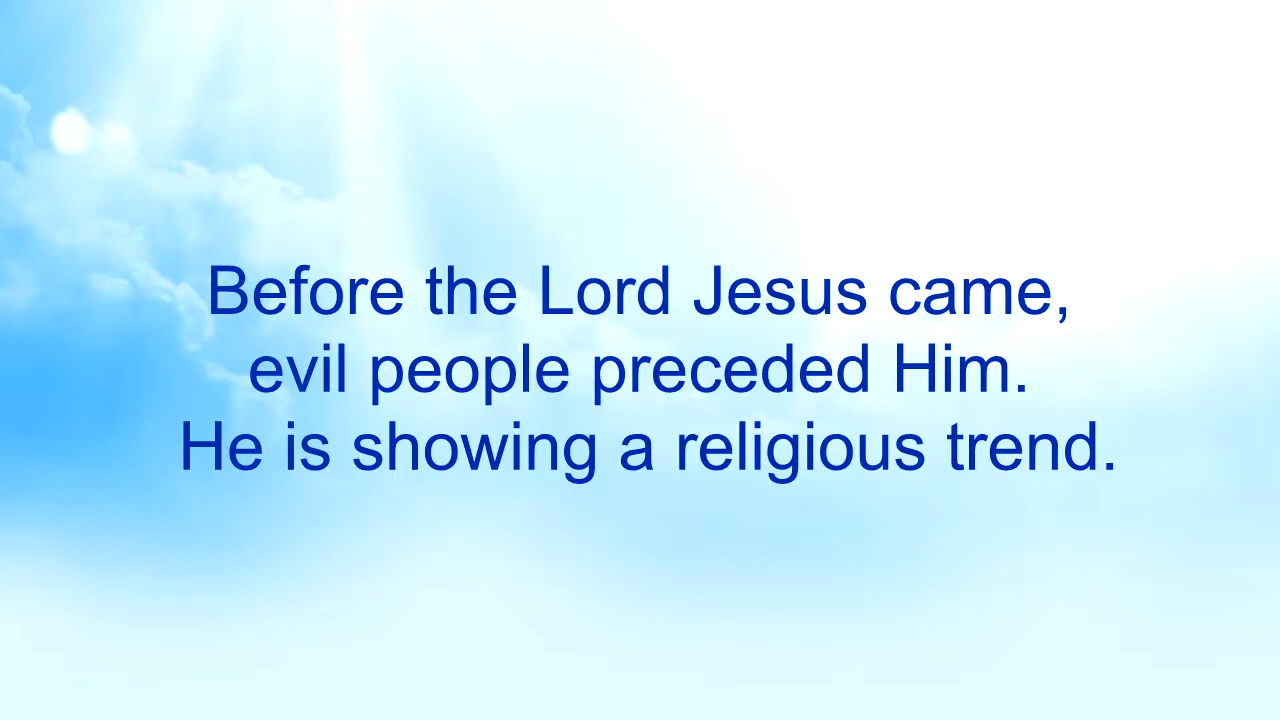 Before the Lord Jesus came,
evil people preceded Him.
He is showing a religious trend.